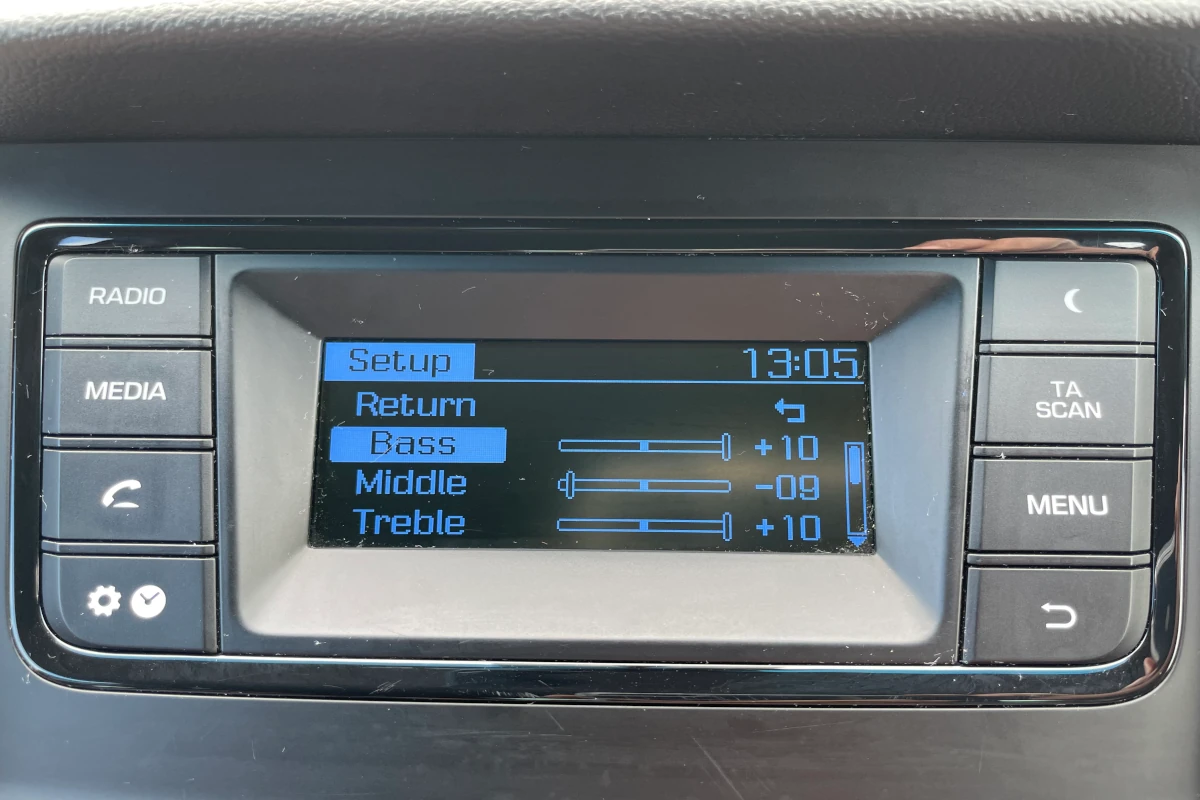 RADIO
MEDIA
Setup 13:05
Return
Bass +10
Middle -09
Treble +10
TA
SCAN
MENU